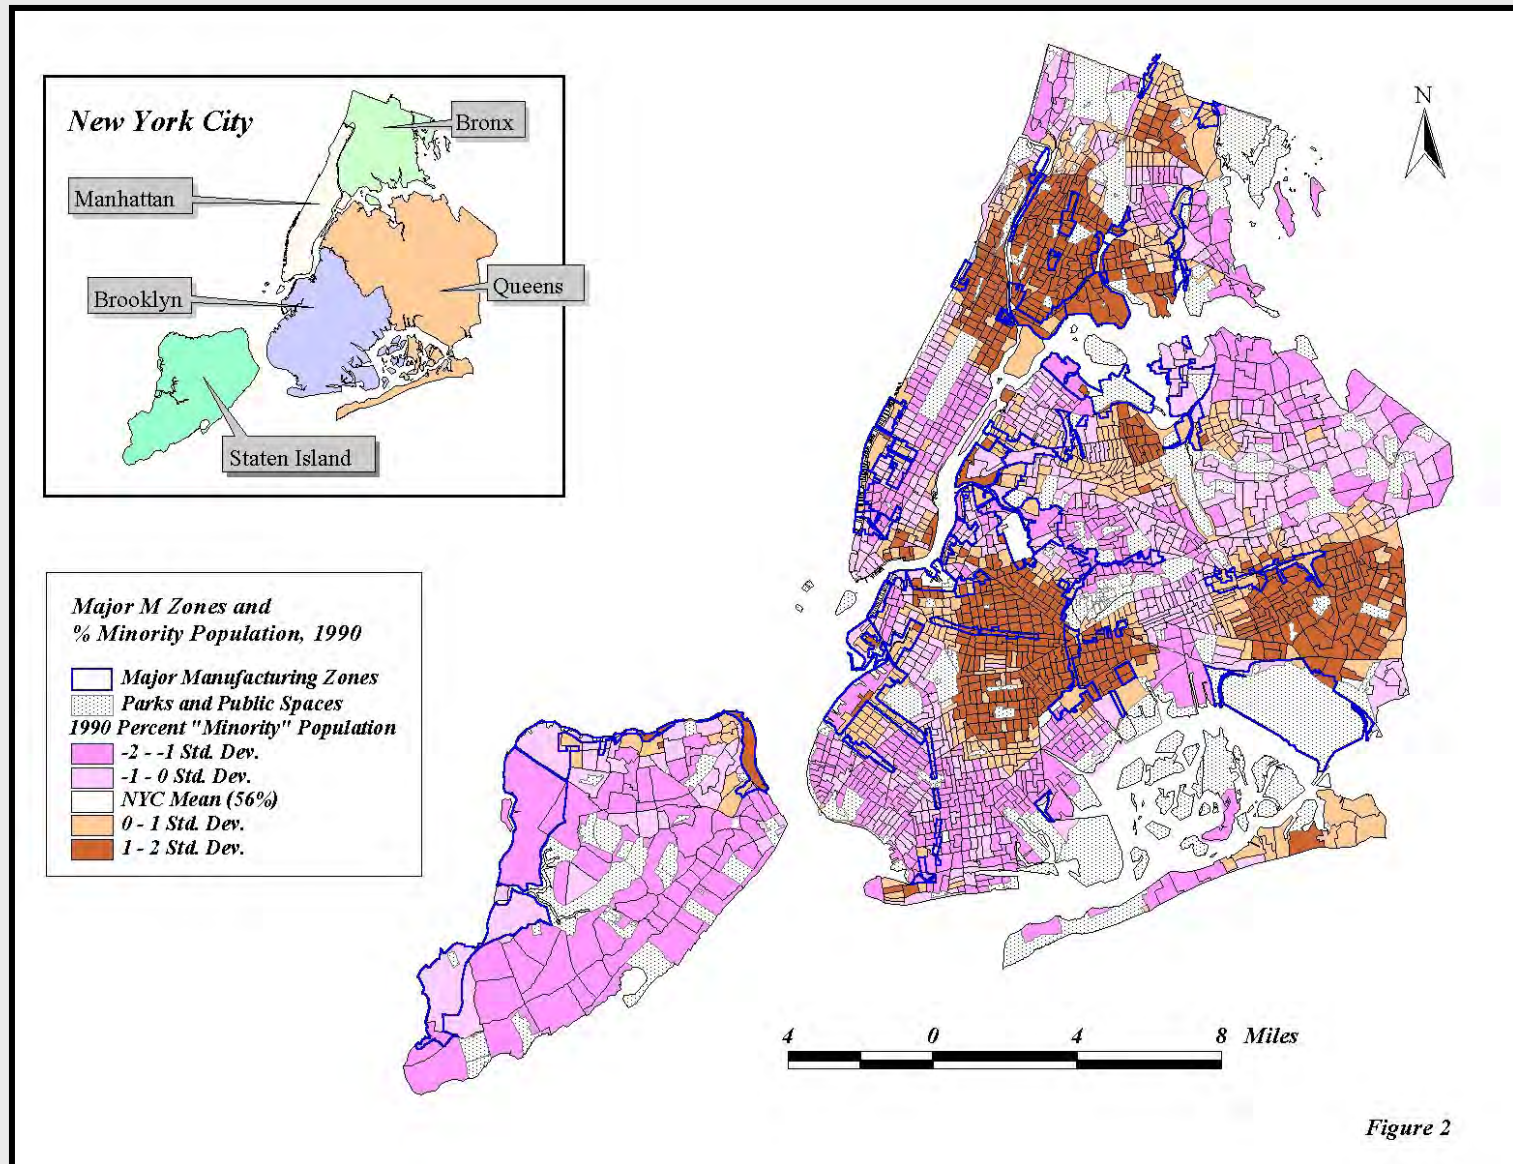 New York City
Bronx
Manhattan
Brooklyn
Queens
Staten Island
N
Major M Zones and
% Minority Population, 1990
Major Manufacturing Zones
Parks and Public Spaces
1990 Percent "Minority" Population
-2 - -1 Std. Dev.
-1 - 0 Std. Dev.
NYC Mean (56%)
0 - 1 Std. Dev.
1 - 2 Std. Dev.
4 0 4 8 Miles
Figure 2